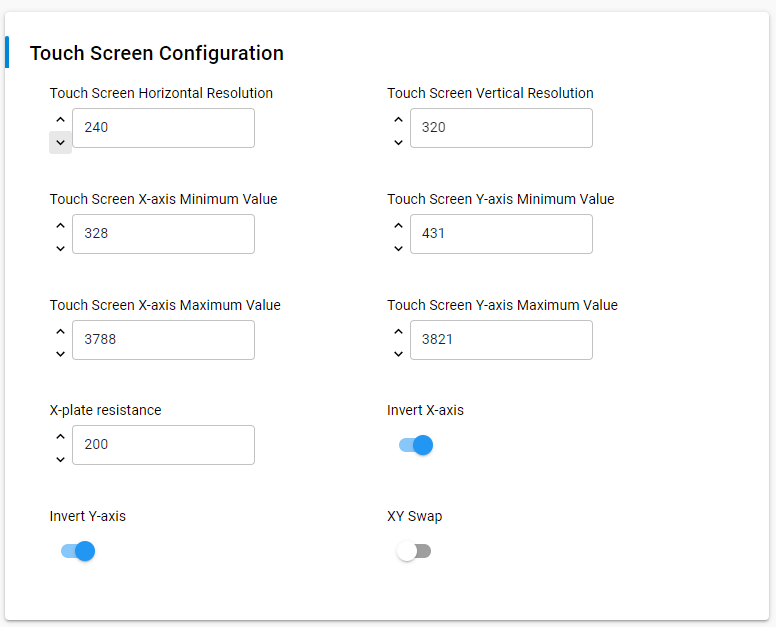 Touch Screen Configuration
Touch Screen Horizontal Resolution
Touch Screen Vertical Resolution
240
320
Touch Screen X-axis Minimum Value
Touch Screen Y-axis Minimum Value
328
431
Touch Screen X-axis Maximum Value
Touch Screen Y-axis Maximum Value
3788
3821
X-plate resistance
Invert X-axis
200
Invert Y-axis
XY Swap